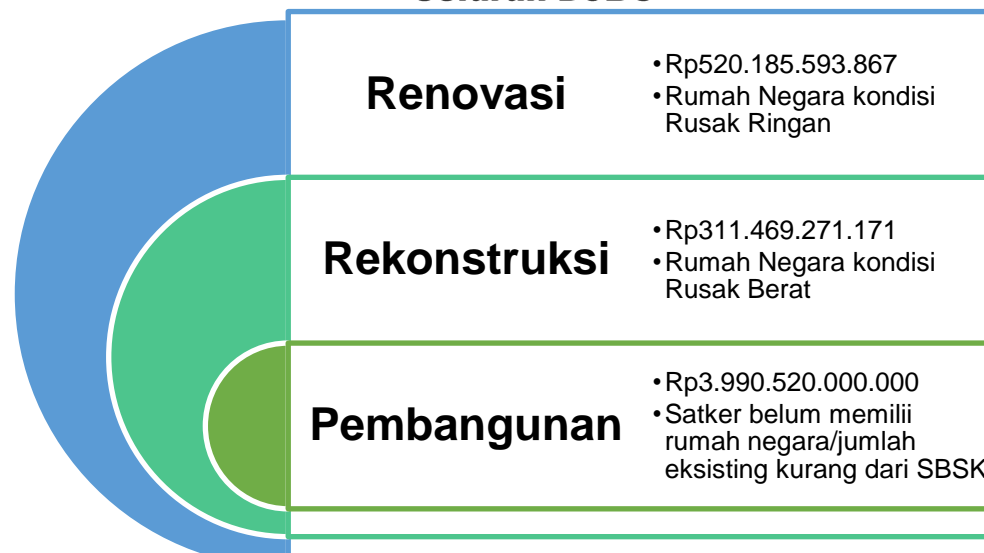 Renovasi
•Rp520.185.593.867
•Rumah Negara kondisi
Rusak Ringan
Rekonstruksi
•Rp311.469.271.171
•Rumah Negara kondisi
Rusak Berat
Pembangunan
•Rp3.990.520.000.000
•Satker belum memilii
rumah negara/jumlah
eksisting kurang dari SBSK